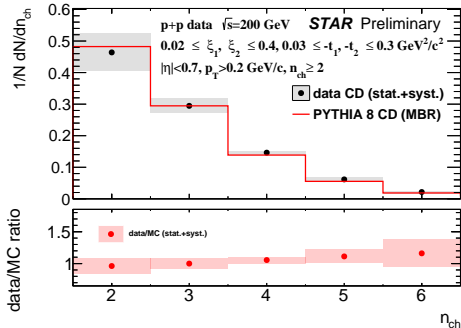 1/N dN/dn_ch
0.6
0.5
0.4
0.3
0.2
0.1
0
p+p data √s=200 GeV STAR Preliminary
0.02 ≤ ξ₁, ξ₂ ≤ 0.4, 0.03 ≤ -t₁, -t₂ ≤ 0.3 GeV²/c²
|η|<0.7, p_T>0.2 GeV/c, n_ch ≥ 2
data CD (stat.+syst.)
PYTHIA 8 CD (MBR)
data/MC ratio
1.5
1
data/MC (stat.+syst.)
2 3 4 5 6
n_ch